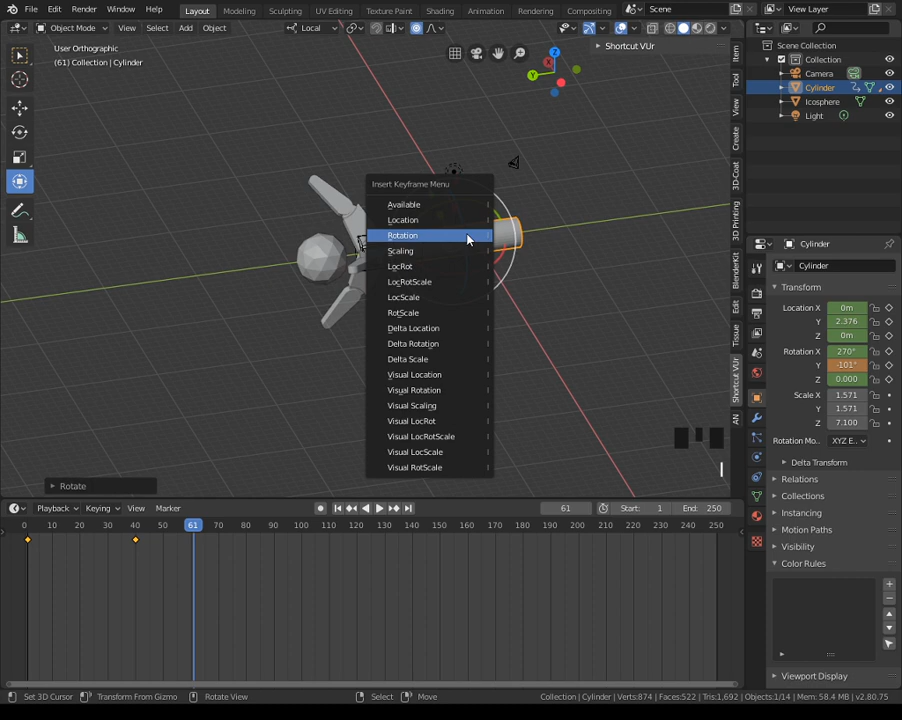 File Edit Render Window Help Layout Modeling Sculpting UV Editing Texture Paint Shading Animation Rendering Compositing Scene View Layer
Object Mode View Select Add Object Local
User Orthographic
(61) Collection | Cylinder
Shortcut VUr
Item
Tool
View
Create
3D-Coat
3D Printing
BlenderKit
Edit
Tissue
Shortcut VUr
AN
X
Y
Z
Insert Keyframe Menu
Available
Location
Rotation
Scaling
LocRot
LocRotScale
LocScale
RotScale
Delta Location
Delta Rotation
Delta Scale
Visual Location
Visual Rotation
Visual Scaling
Visual LocRot
Visual LocRotScale
Visual LocScale
Visual RotScale
Rotate
Scene Collection
Collection
Camera
Cylinder
Icosphere
Light
Cylinder
Cylinder
Transform
Location X 0m
Y 2.376
Z 0m
Rotation X 270°
Y -101°
Z 0.000
Scale X 1.571
Y 1.571
Z 7.100
Rotation Mo.. XYZ E..
Delta Transform
Relations
Collections
Instancing
Motion Paths
Visibility
Color Rules
Viewport Display
Playback Keying View Marker 61 Start: 1 End: 250
0 10 20 30 40 50 61 70 80 90 100 110 120 130 140 150 160 170 180 190 200 210 220 230 240 250
Set 3D Cursor Transform From Gizmo Rotate View Select Move Collection | Cylinder | Verts:874 | Faces:522 | Tris:1,692 | Objects:1/14 | Mem: 58.4 MB | v2.80.75